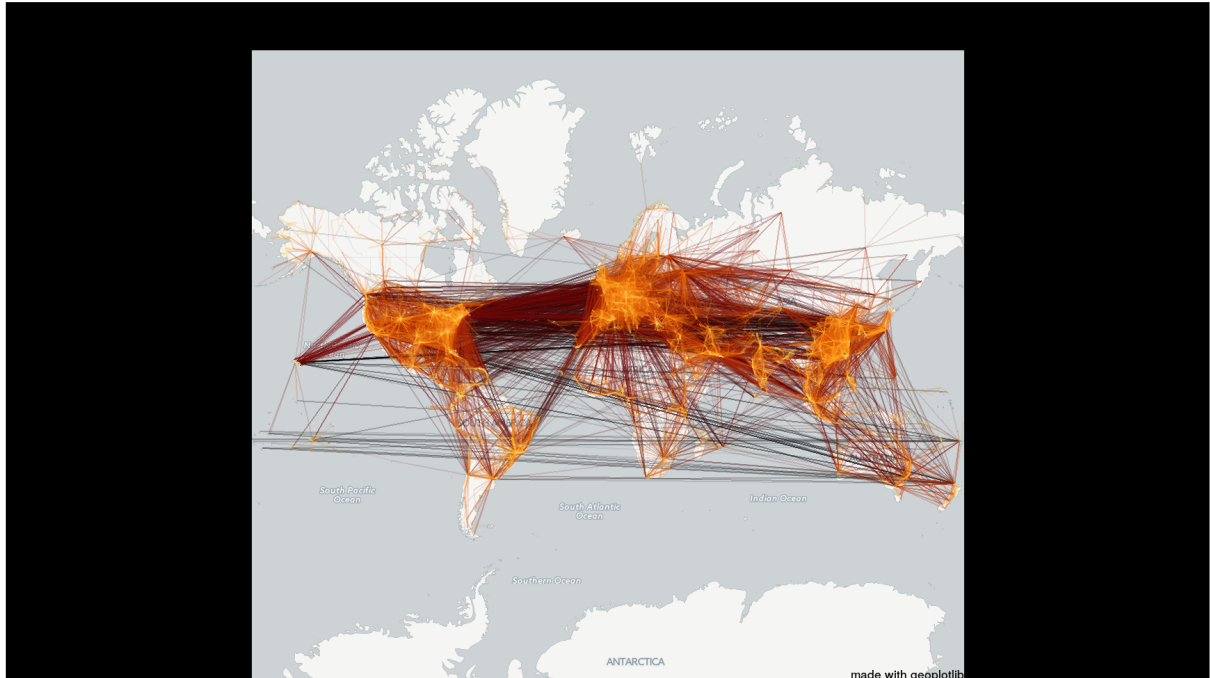 South Pacific
Ocean
South Atlantic
Ocean
Indian Ocean
Southern Ocean
ANTARCTICA
made with geoplotlib